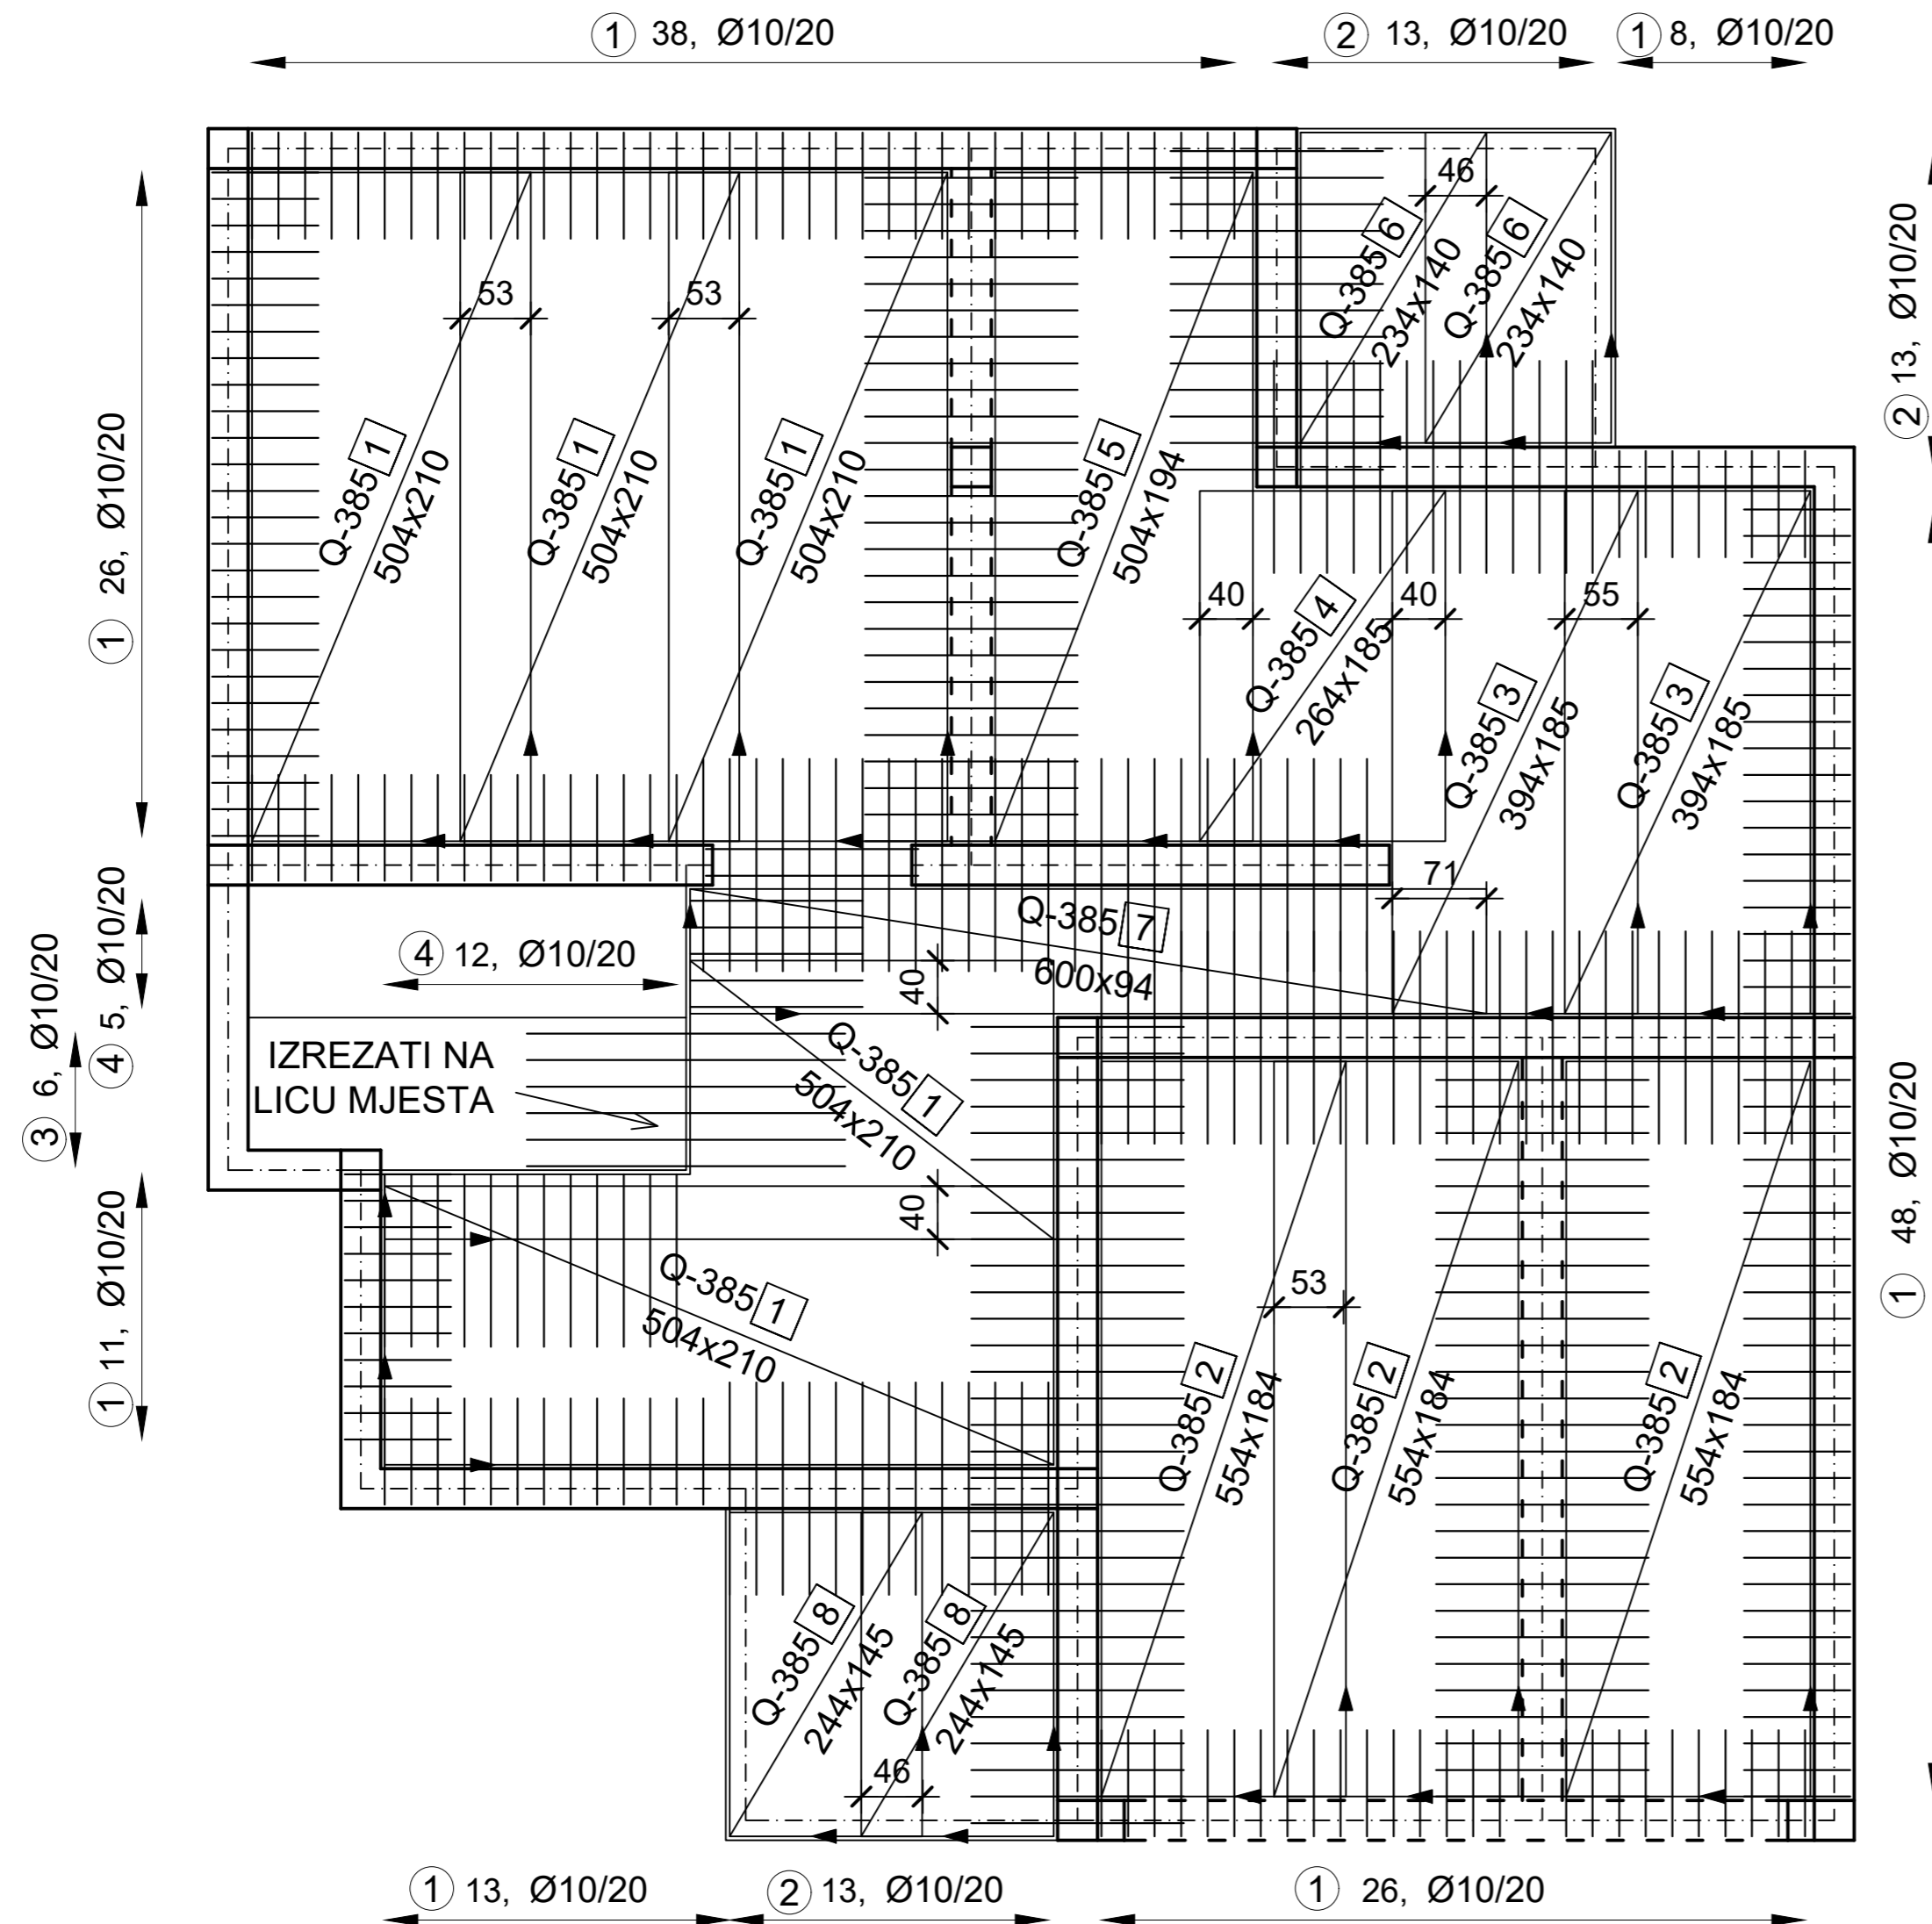 ① 38, Ø10/20
② 13, Ø10/20
① 8, Ø10/20
② 13, Ø10/20
① 26, Ø10/20
46
Q-385 6
234x140
Q-385 6
234x140
53
53
Q-385 1
504x210
Q-385 1
504x210
Q-385 1
504x210
Q-385 5
504x194
40
40
55
Q-385 4
264x185
Q-385 3
394x185
Q-385 3
394x185
④ 5, Ø10/20
③ 6, Ø10/20
④ 12, Ø10/20
71
Q-385 7
600x94
40
IZREZATI NA
LICU MJESTA
Q-385 1
504x210
① 48, Ø10/20
① 11, Ø10/20
40
Q-385 1
504x210
53
Q-385 2
554x184
Q-385 2
554x184
Q-385 2
554x184
Q-385 8
244x145
Q-385 8
244x145
46
① 13, Ø10/20
② 13, Ø10/20
① 26, Ø10/20